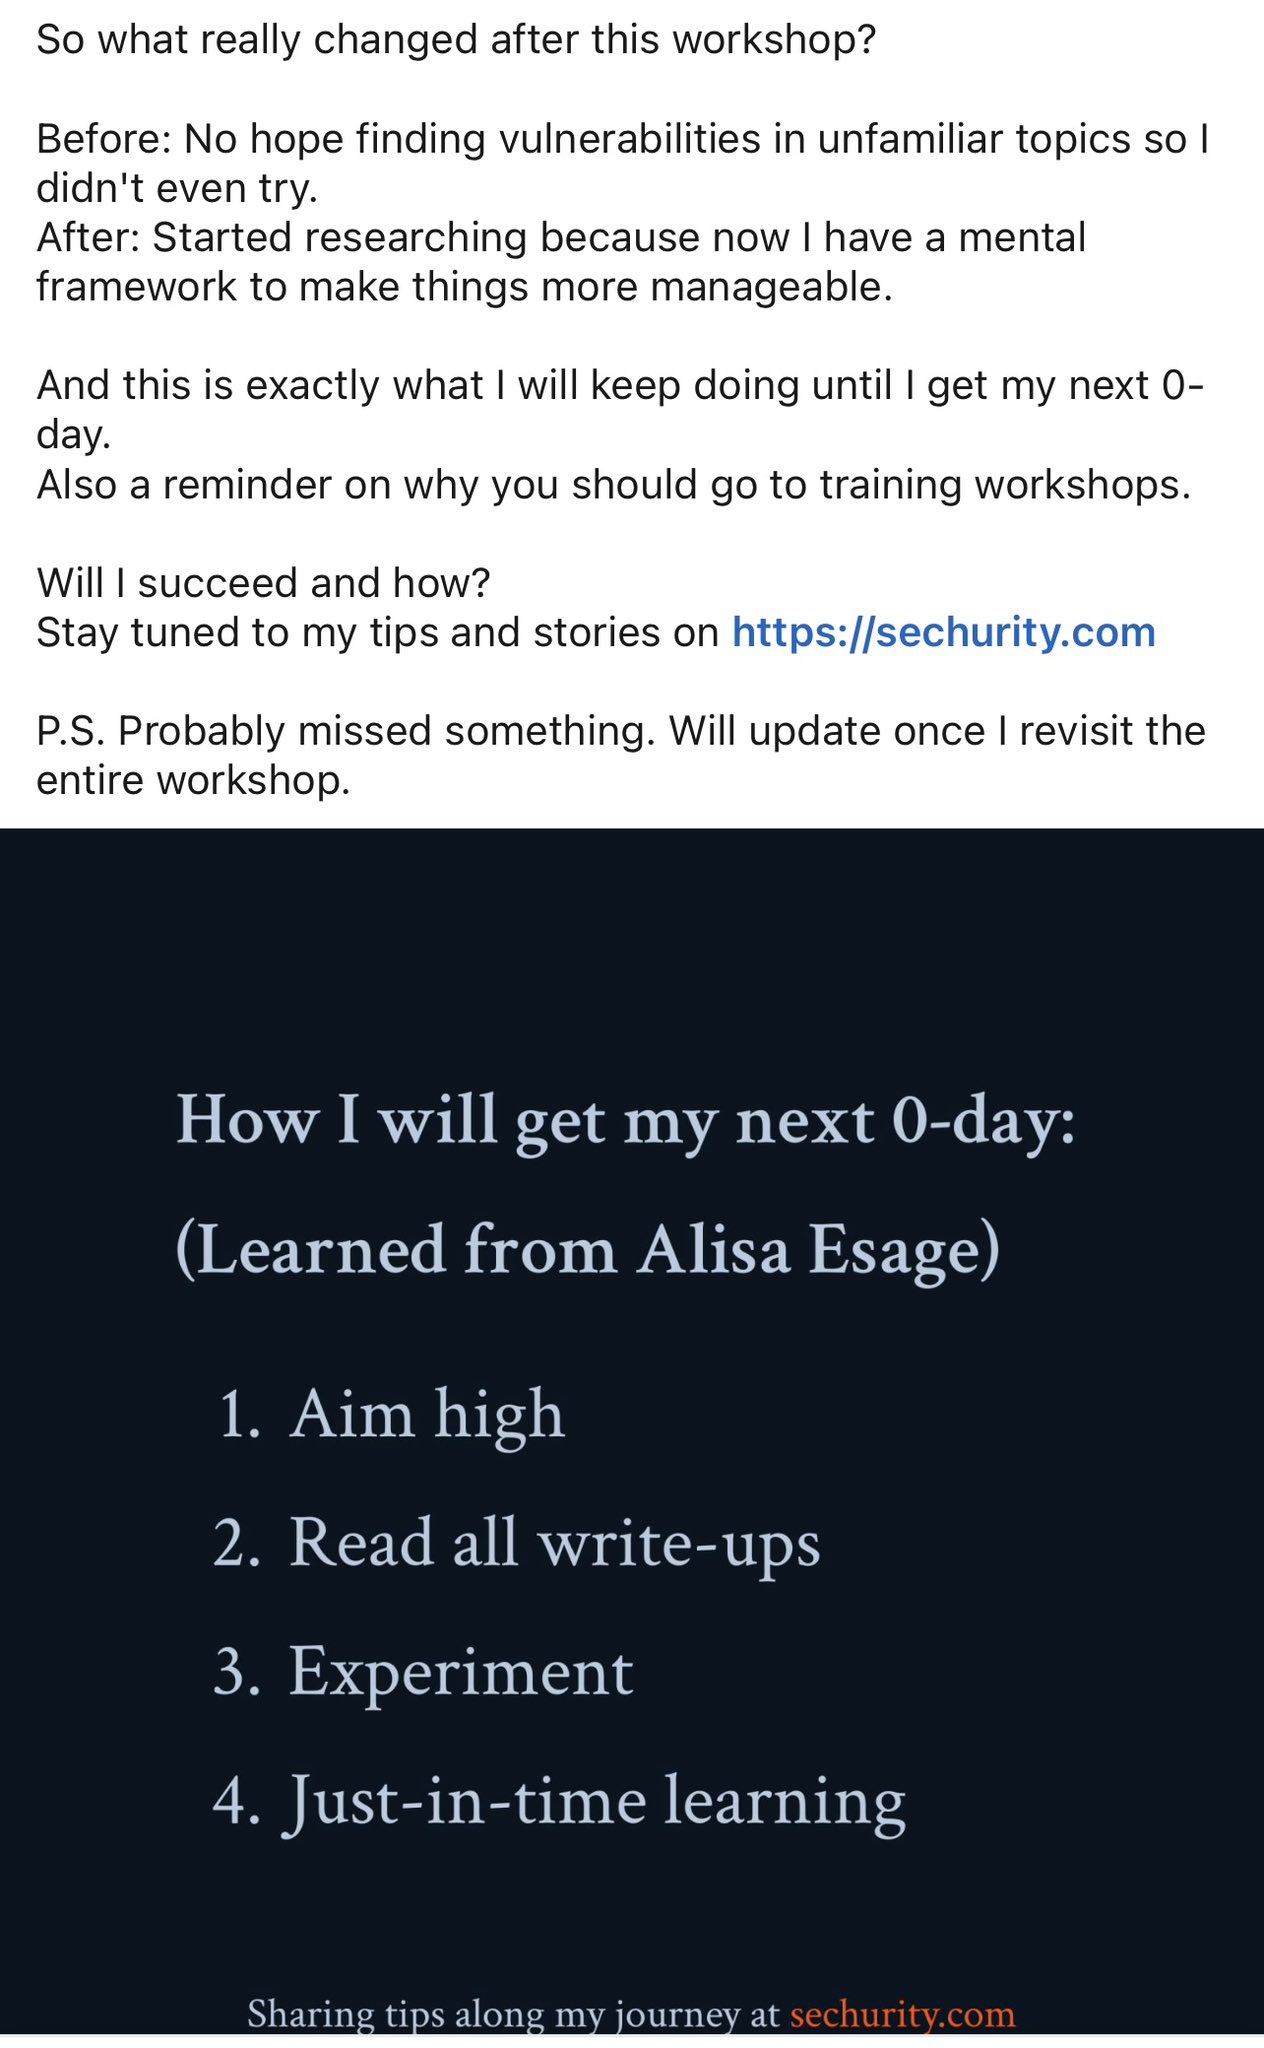 So what really changed after this workshop?
Before: No hope finding vulnerabilities in unfamiliar topics so I
didn't even try.
After: Started researching because now I have a mental
framework to make things more manageable.
And this is exactly what I will keep doing until I get my next 0-
day.
Also a reminder on why you should go to training workshops.
Will I succeed and how?
Stay tuned to my tips and stories on https://sechurity.com
P.S. Probably missed something. Will update once I revisit the
entire workshop.
How I will get my next 0-day:
(Learned from Alisa Esage)
1. Aim high
2. Read all write-ups
3. Experiment
4. Just-in-time learning
Sharing tips along my journey at sechurity.com